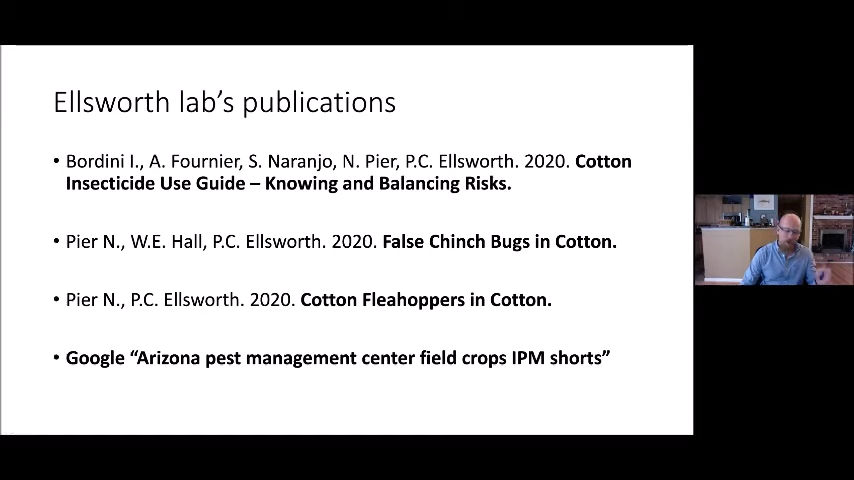 Ellsworth lab's publications
• Bordini I., A. Fournier, S. Naranjo, N. Pier, P.C. Ellsworth. 2020. Cotton
Insecticide Use Guide – Knowing and Balancing Risks.
• Pier N., W.E. Hall, P.C. Ellsworth. 2020. False Chinch Bugs in Cotton.
• Pier N., P.C. Ellsworth. 2020. Cotton Fleahoppers in Cotton.
• Google “Arizona pest management center field crops IPM shorts”